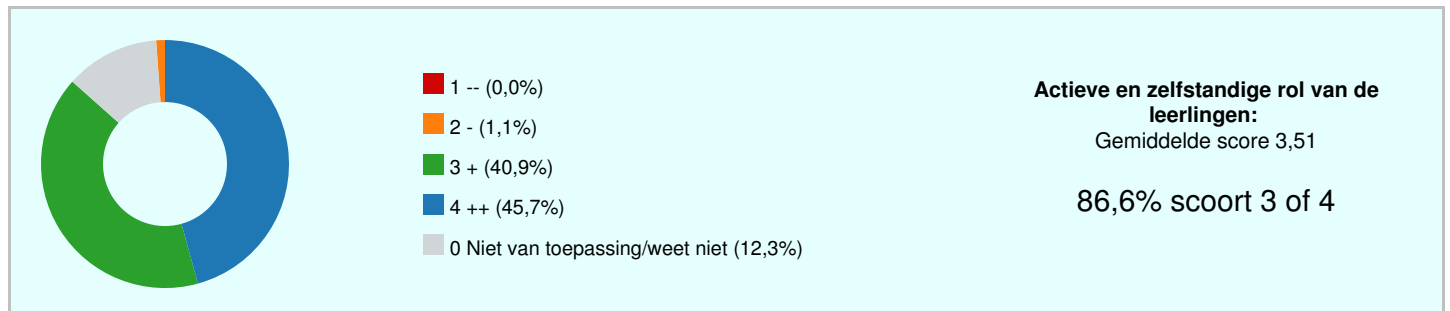 1 -- (0,0%)
2 - (1,1%)
3 + (40,9%)
4 ++ (45,7%)
0 Niet van toepassing/weet niet (12,3%)
Actieve en zelfstandige rol van de
leerlingen:
Gemiddelde score 3,51
86,6% scoort 3 of 4